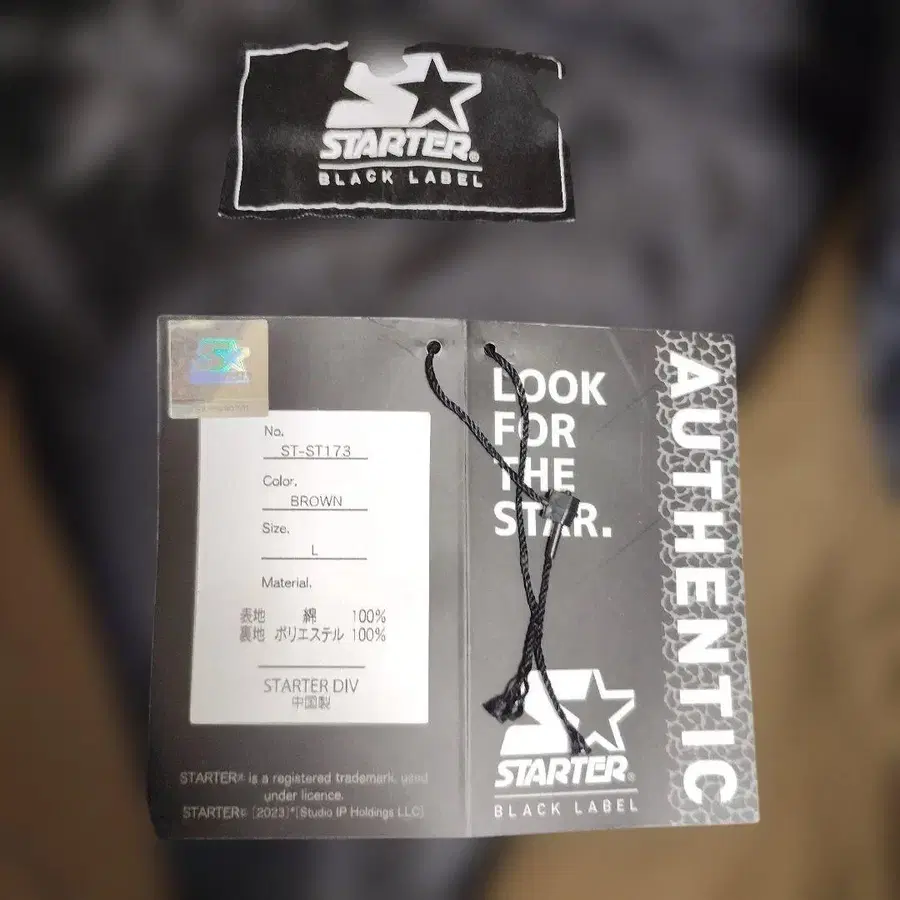 STARTER®
BLACK LABEL
No.
ST-ST173
Color.
BROWN
Size.
L
Material.
表地 綿 100%
裏地 ポリエステル 100%
STARTER DIV
中国製
STARTER® is a registered trademark used
under licence.
STARTER® [2023]*[Studio IP Holdings LLC]
LOOK
FOR
THE
STAR.
STARTER®
BLACK LABEL
AUTHENTIC